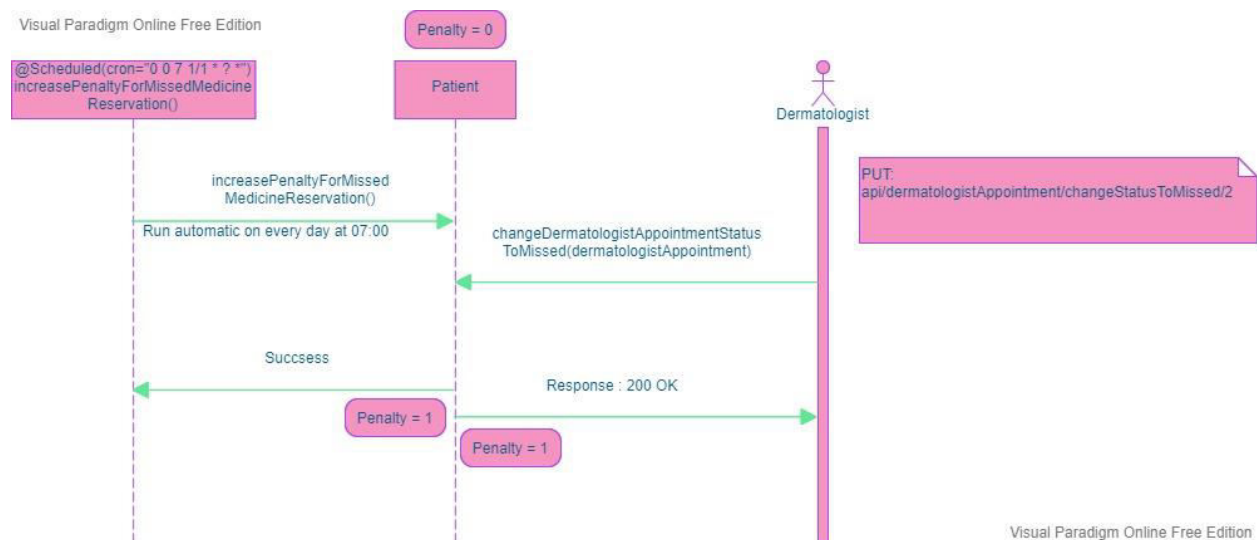 Visual Paradigm Online Free Edition
Penalty = 0
@Scheduled(cron="0 0 7 1/1 * ? *")
increasePenaltyForMissedMedicine
Reservation()
Patient
Dermatologist
PUT:
api/dermatologistAppointment/changeStatusToMissed/2
increasePenaltyForMissed
MedicineReservation()
Run automatic on every day at 07:00
changeDermatologistAppointmentStatus
ToMissed(dermatologistAppointment)
Succsess
Response : 200 OK
Penalty = 1
Penalty = 1
Visual Paradigm Online Free Edition